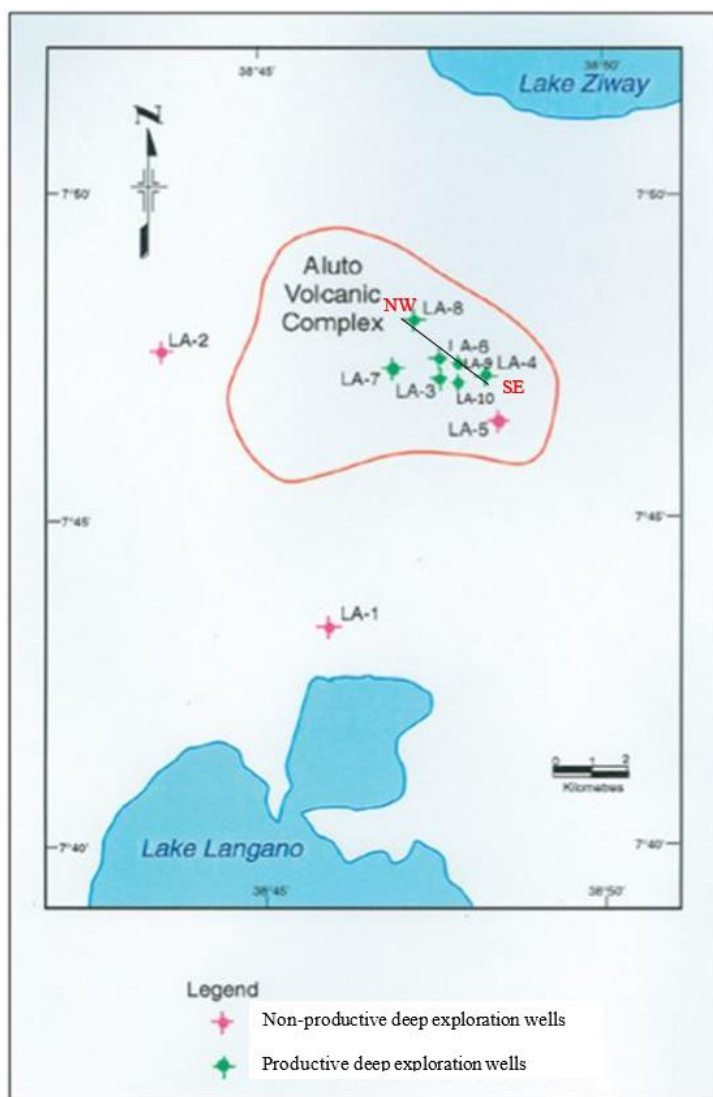 38°45'
38°50'
Lake Ziway
N
7°50'
7°50'
Aluto
Volcanic
Complex
NW
LA-8
LA-2
LA-6
LA-9
LA-4
LA-7
LA-3
SE
LA-10
LA-5
7°45'
7°45'
LA-1
0 1 2
Kilometres
Lake Langano
7°40'
7°40'
38°45'
38°50'
Legend
Non-productive deep exploration wells
Productive deep exploration wells